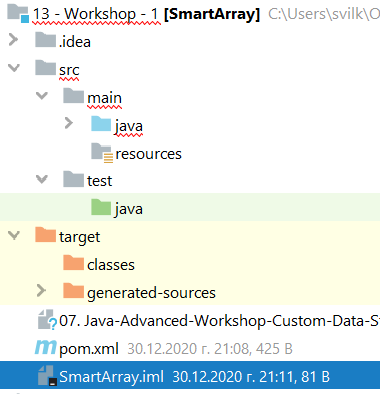 13 - Workshop - 1 [SmartArray] C:\Users\svilk\O
.idea
src
main
java
resources
test
java
target
classes
generated-sources
07. Java-Advanced-Workshop-Custom-Data-S
pom.xml 30.12.2020 г. 21:08, 425 B
SmartArray.iml 30.12.2020 г. 21:11, 81 B